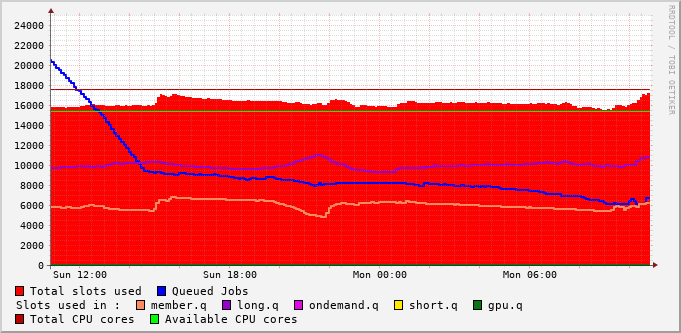 24000
22000
20000
18000
16000
14000
12000
10000
8000
6000
4000
2000
0
Sun 12:00 Sun 18:00 Mon 00:00 Mon 06:00
Total slots used Queued Jobs
Slots used in : member.q long.q ondemand.q short.q gpu.q
Total CPU cores Available CPU cores
RRDTOOL / TOBI OETIKER